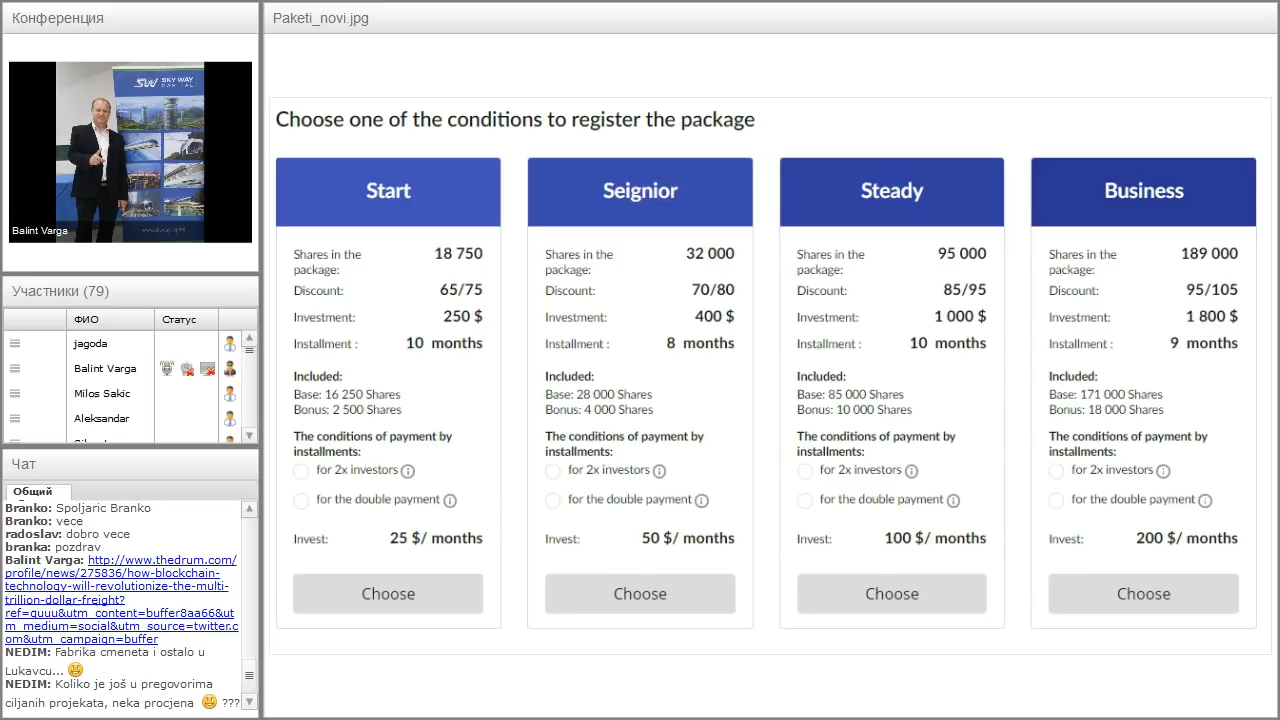 Конференция
SKY WAY
CAPITAL
Balint Varga
Участники (79)
ФИО
Статус
jagoda
Balint Varga
Milos Sakic
Aleksandar
Чат
Общий
Branko: Spoljaric Branko
Branko: vece
radoslav: dobro vece
branka: pozdrav
Balint Varga: http://www.thedrum.com/
profile/news/275836/how-blockchain-
technology-will-revolutionize-the-multi-
trillion-dollar-freight?
ref=quuu&utm_content=buffer8aa66&ut
m_medium=social&utm_source=twitter.c
om&utm_campaign=buffer
NEDIM: Fabrika cmeneta i ostalo u
Lukavcu...
NEDIM: Koliko je još u pregovorima
ciljanih projekata, neka procjena ???
Paketi_novi.jpg
Choose one of the conditions to register the package
Start
Shares in the
package:
18 750
Discount: 65/75
Investment: 250 $
Installment : 10 months
Included:
Base: 16 250 Shares
Bonus: 2 500 Shares
The conditions of payment by
installments:
for 2x investors
for the double payment
Invest: 25 $/ months
Choose
Seignior
Shares in the
package:
32 000
Discount: 70/80
Investment: 400 $
Installment : 8 months
Included:
Base: 28 000 Shares
Bonus: 4 000 Shares
The conditions of payment by
installments:
for 2x investors
for the double payment
Invest: 50 $/ months
Choose
Steady
Shares in the
package:
95 000
Discount: 85/95
Investment: 1 000 $
Installment : 10 months
Included:
Base: 85 000 Shares
Bonus: 10 000 Shares
The conditions of payment by
installments:
for 2x investors
for the double payment
Invest: 100 $/ months
Choose
Business
Shares in the
package:
189 000
Discount: 95/105
Investment: 1 800 $
Installment : 9 months
Included:
Base: 171 000 Shares
Bonus: 18 000 Shares
The conditions of payment by
installments:
for 2x investors
for the double payment
Invest: 200 $/ months
Choose